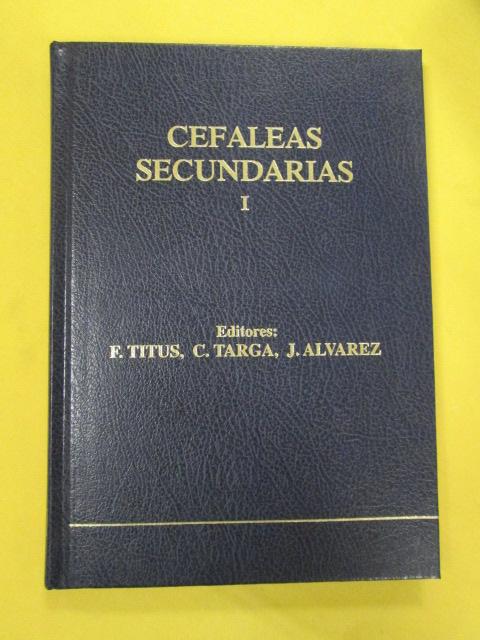 CEFALEAS
SECUNDARIAS
I
Editores:
F. TITUS, C. TARGA, J. ALVAREZ